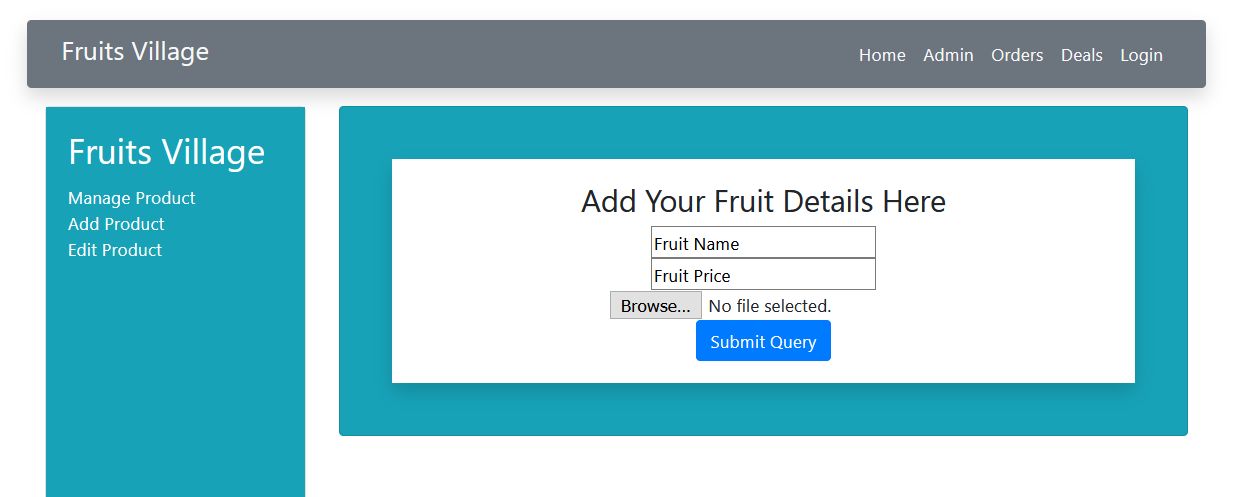 Fruits Village
Home Admin Orders Deals Login
Fruits Village
Manage Product
Add Product
Edit Product
Add Your Fruit Details Here
Fruit Name
Fruit Price
Browse... No file selected.
Submit Query